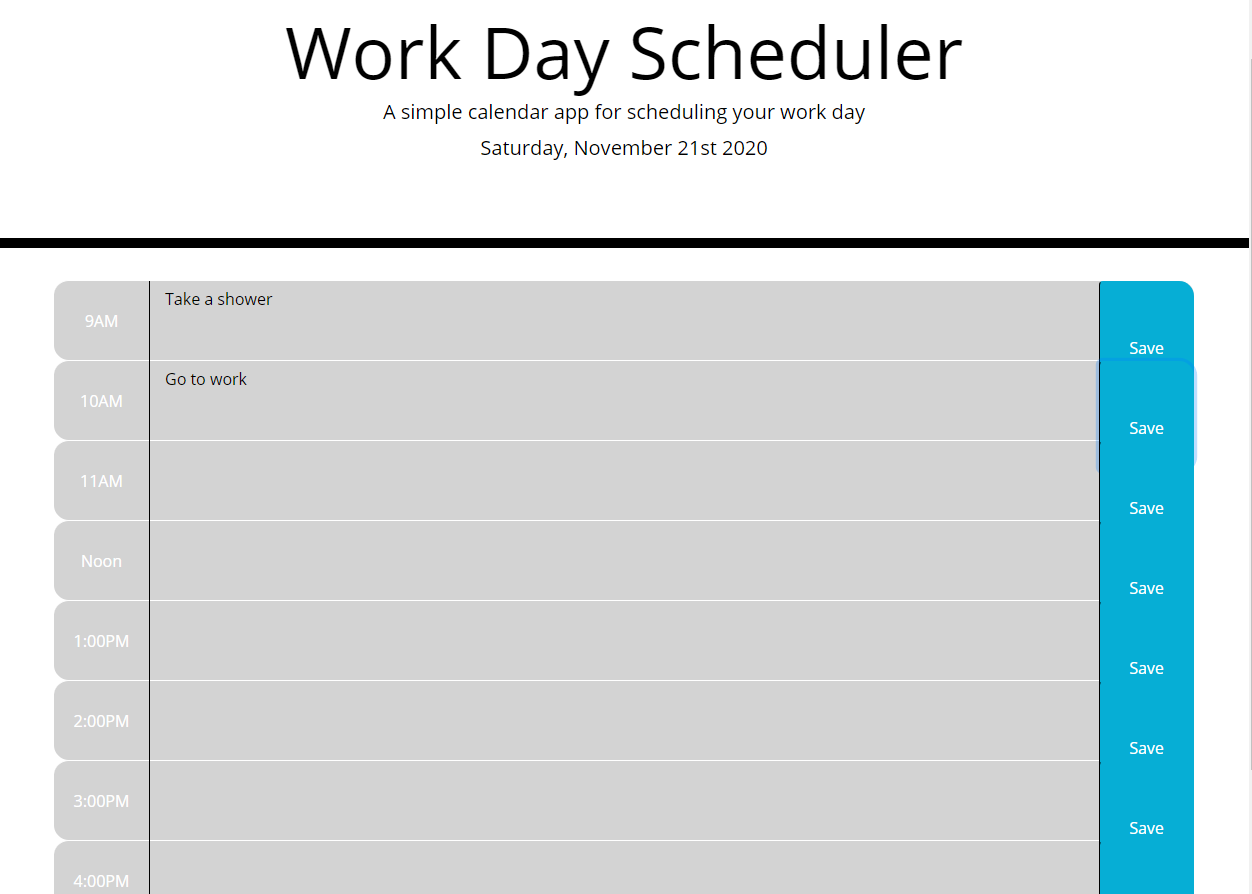 Work Day Scheduler
A simple calendar app for scheduling your work day
Saturday, November 21st 2020
9AM
Take a shower
Save
10AM
Go to work
Save
11AM
Save
Noon
Save
1:00PM
Save
2:00PM
Save
3:00PM
Save
4:00PM